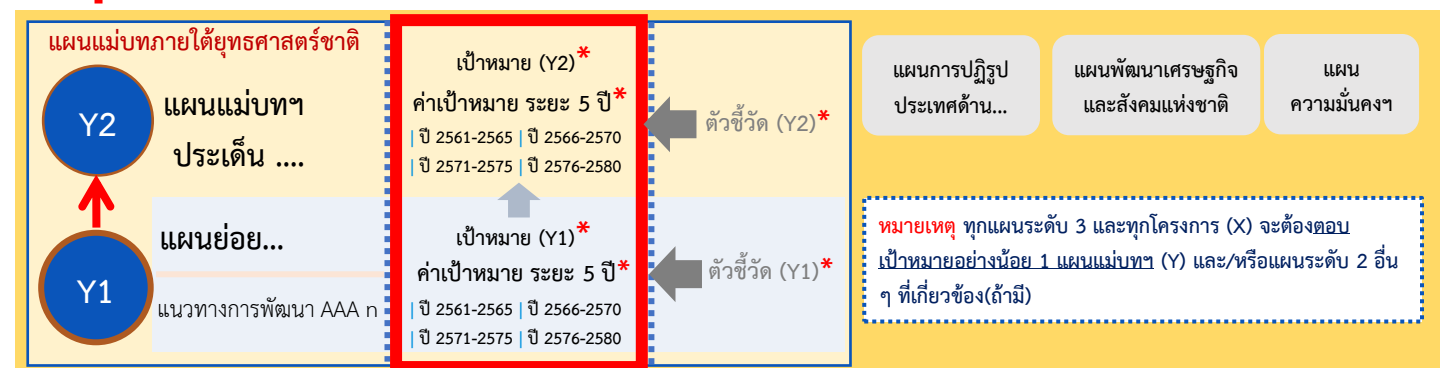 แผนแม่บทภายใต้ยุทธศาสตร์ชาติ
Y2
แผนแม่บทฯ
ประเด็น ....
เป้าหมาย (Y2)*
ค่าเป้าหมาย ระยะ 5 ปี*
| ปี 2561-2565 | ปี 2566-2570
| ปี 2571-2575 | ปี 2576-2580
ตัวชี้วัด (Y2)*
Y1
แผนย่อย...
แนวทางการพัฒนา AAA n
เป้าหมาย (Y1)*
ค่าเป้าหมาย ระยะ 5 ปี*
| ปี 2561-2565 | ปี 2566-2570
| ปี 2571-2575 | ปี 2576-2580
ตัวชี้วัด (Y1)*
แผนการปฏิรูป
ประเทศด้าน...
แผนพัฒนาเศรษฐกิจ
และสังคมแห่งชาติ
แผน
ความมั่นคงฯ
หมายเหตุ ทุกแผนระดับ 3 และทุกโครงการ (X) จะต้องตอบ
เป้าหมายอย่างน้อย 1 แผนแม่บทฯ (Y) และ/หรือแผนระดับ 2 อื่น
ๆ ที่เกี่ยวข้อง(ถ้ามี)